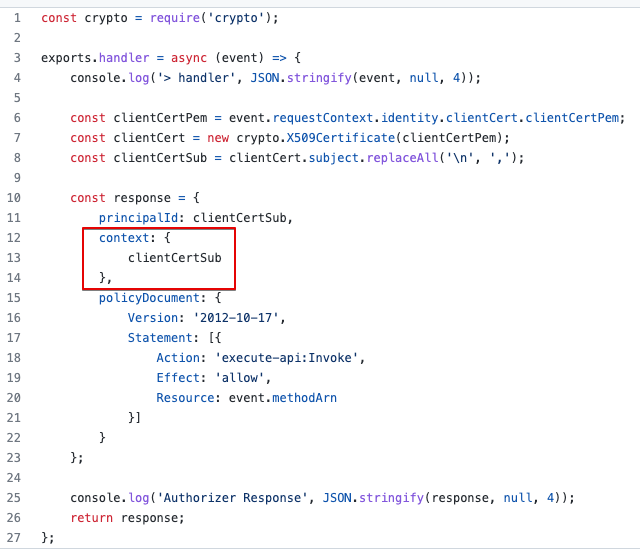 1 const crypto = require('crypto');
2
3 exports.handler = async (event) => {
4     console.log('> handler', JSON.stringify(event, null, 4));
5
6     const clientCertPem = event.requestContext.identity.clientCert.clientCertPem;
7     const clientCert = new crypto.X509Certificate(clientCertPem);
8     const clientCertSub = clientCert.subject.replaceAll('\n', ',');
9
10     const response = {
11         principalId: clientCertSub,
12         context: {
13             clientCertSub
14         },
15         policyDocument: {
16             Version: '2012-10-17',
17             Statement: [{
18                 Action: 'execute-api:Invoke',
19                 Effect: 'allow',
20                 Resource: event.methodArn
21             }]
22         }
23     };
24
25     console.log('Authorizer Response', JSON.stringify(response, null, 4));
26     return response;
27 };